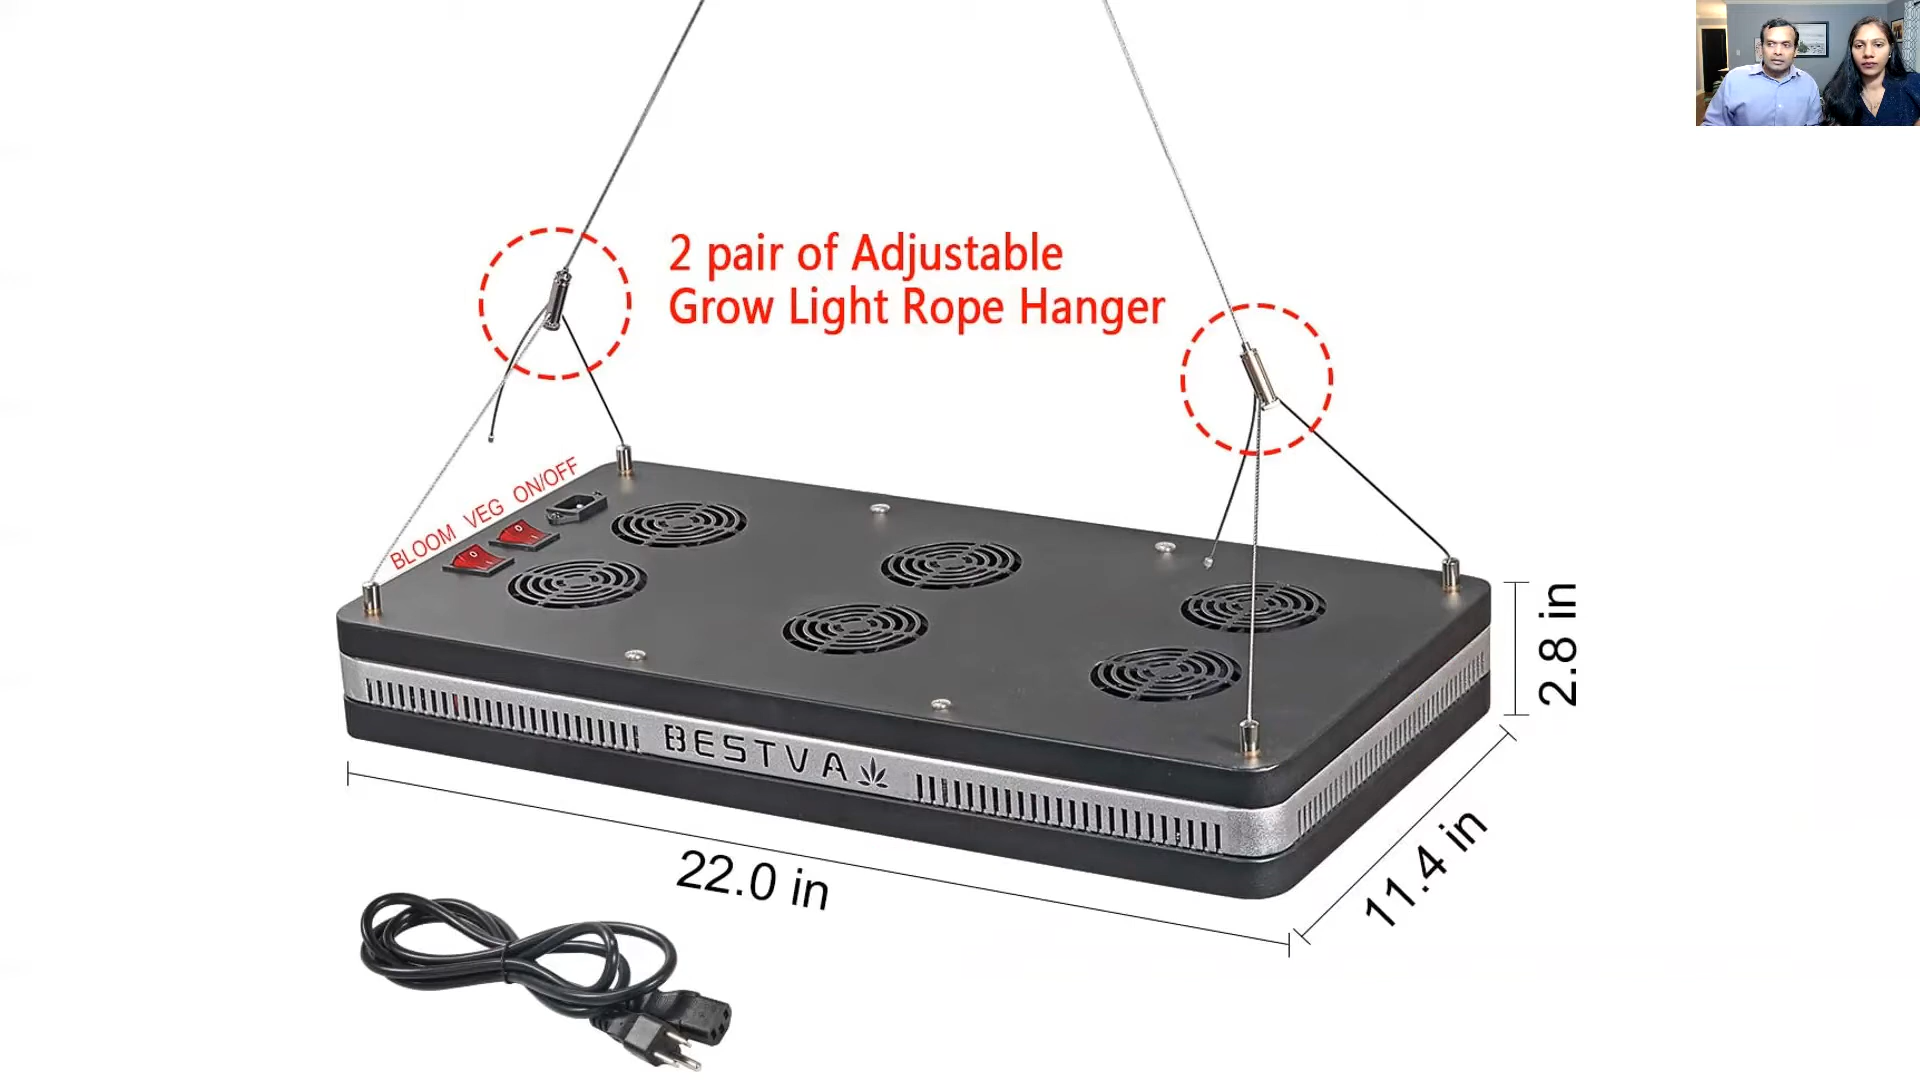 2 pair of Adjustable
Grow Light Rope Hanger
BLOOM VEG ON/OFF
BESTVA
2.8 in
22.0 in
11.4 in